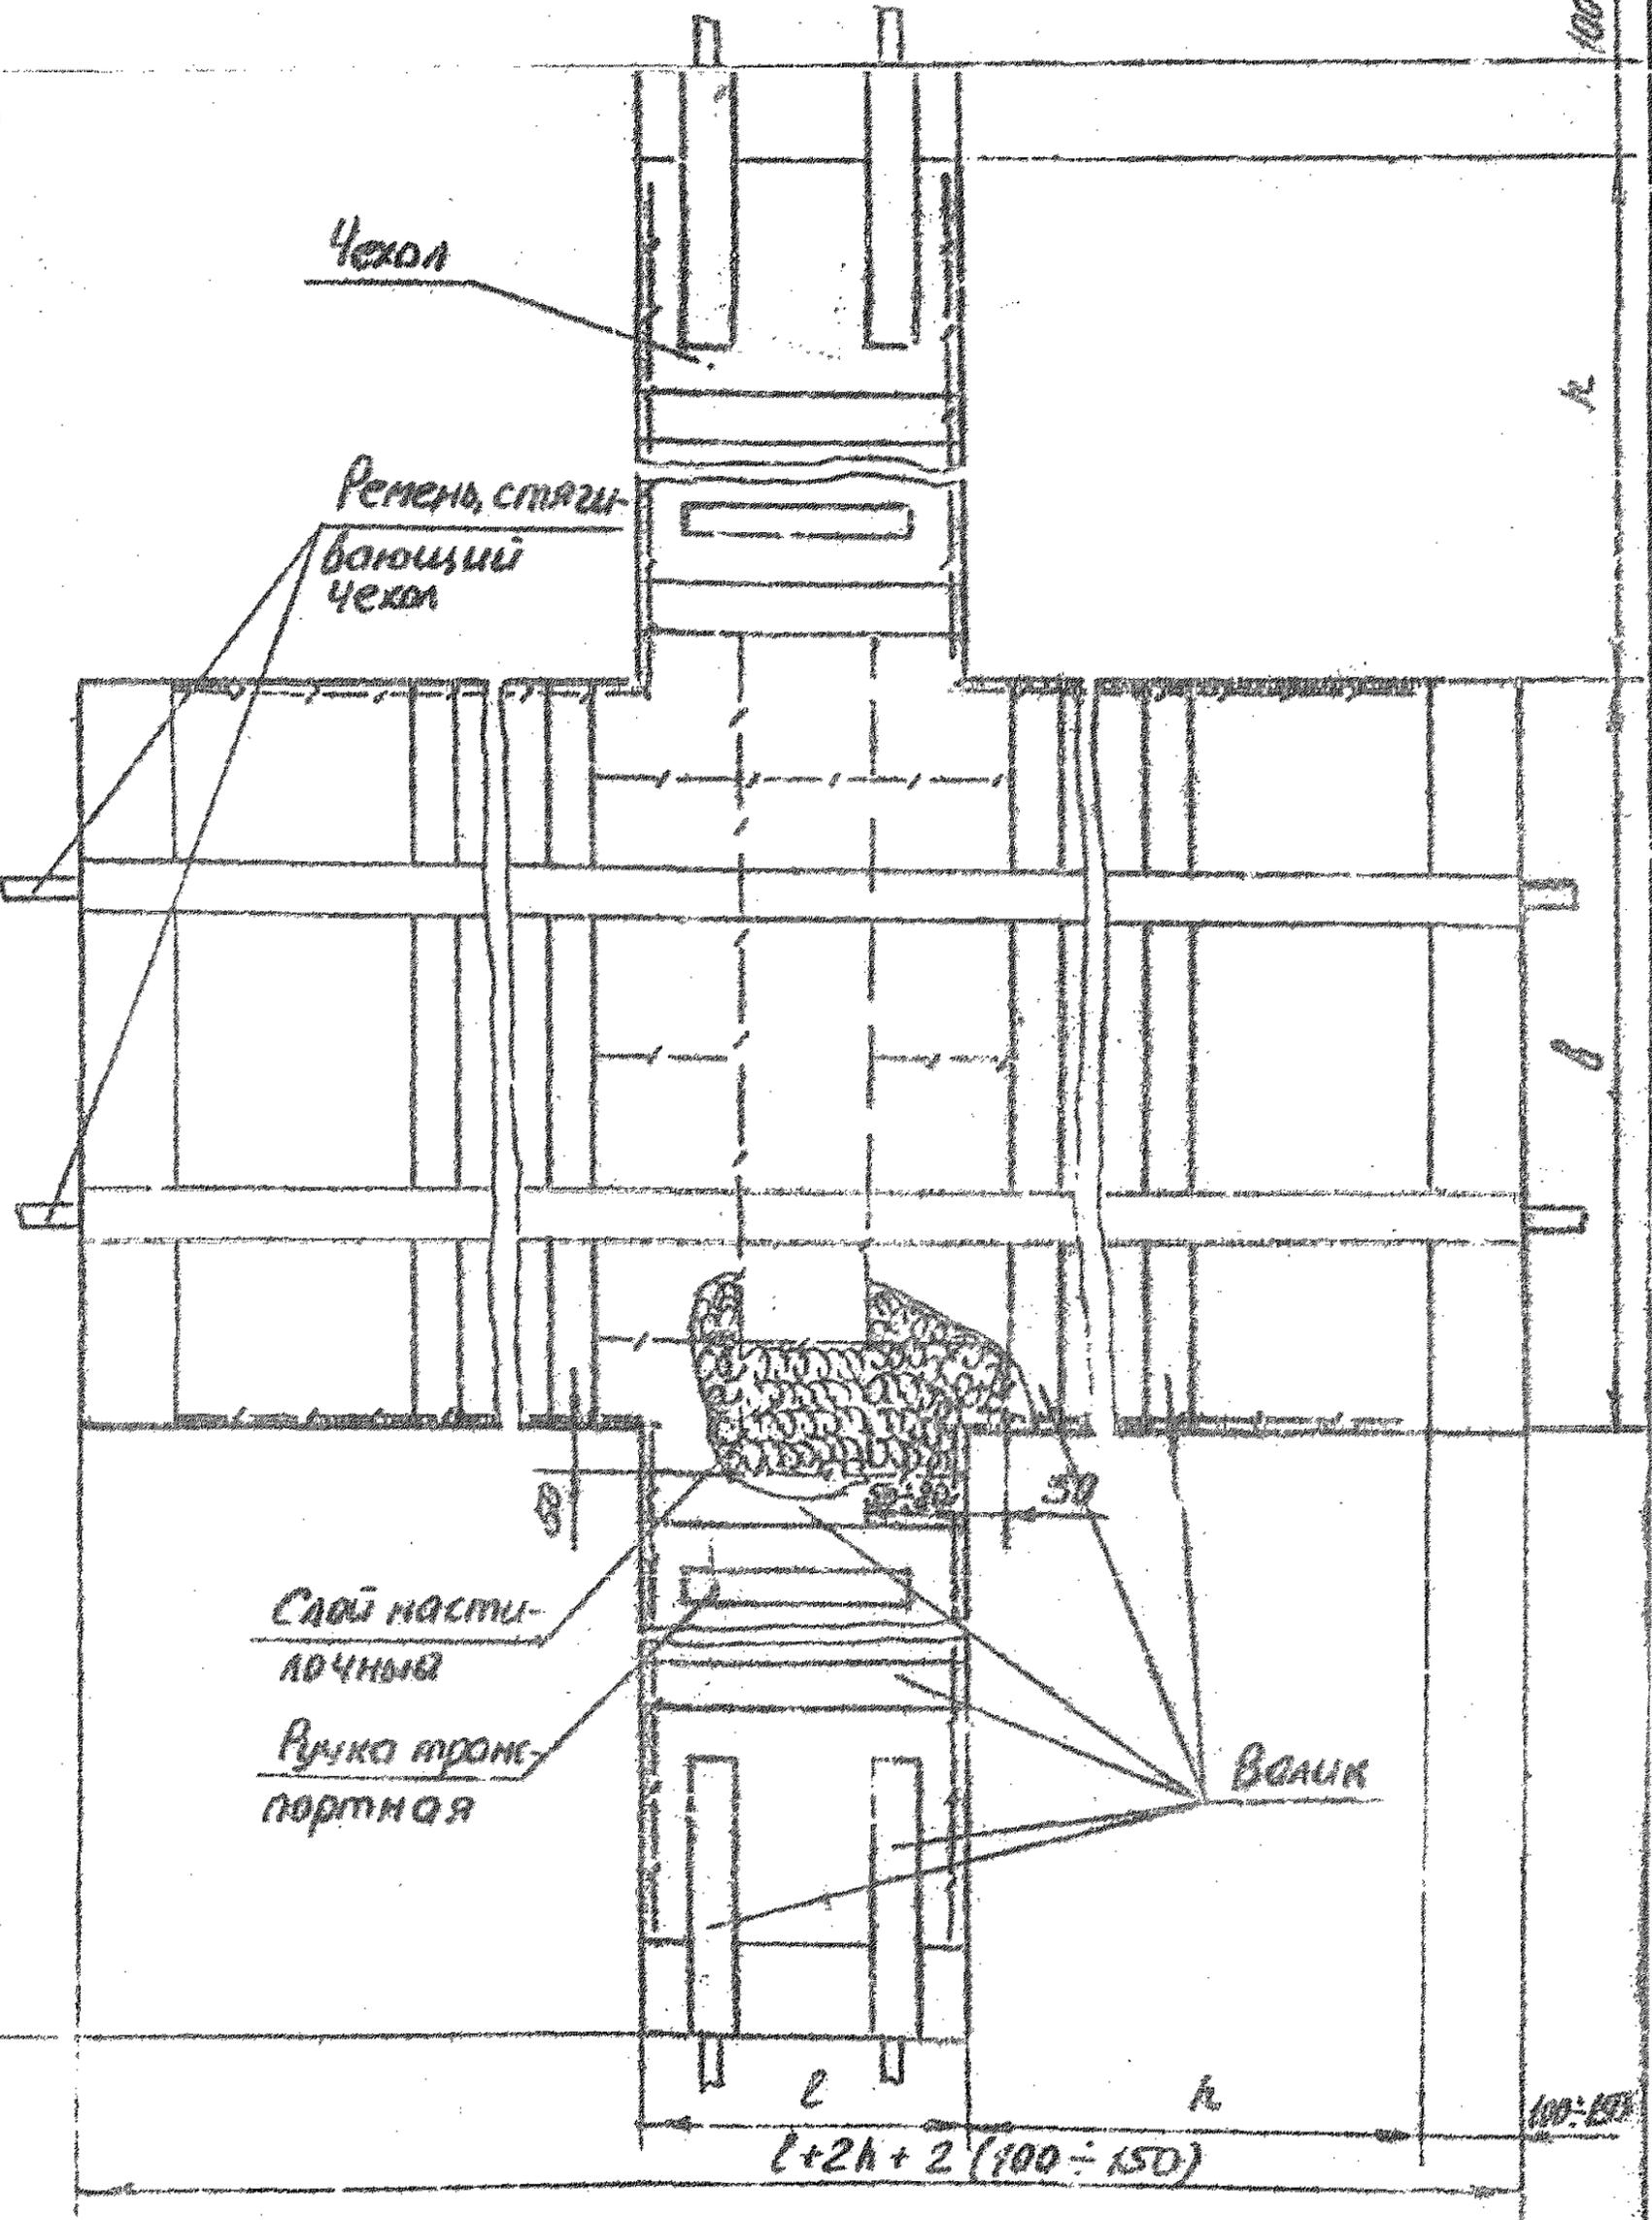 100
Чехол
h
Ремень, стяги-
вающий
чехол
в
50
Слой насти-
лочный
Ручка транс-
портная
Валик
l
h
100÷150
l+2h+2(100÷150)